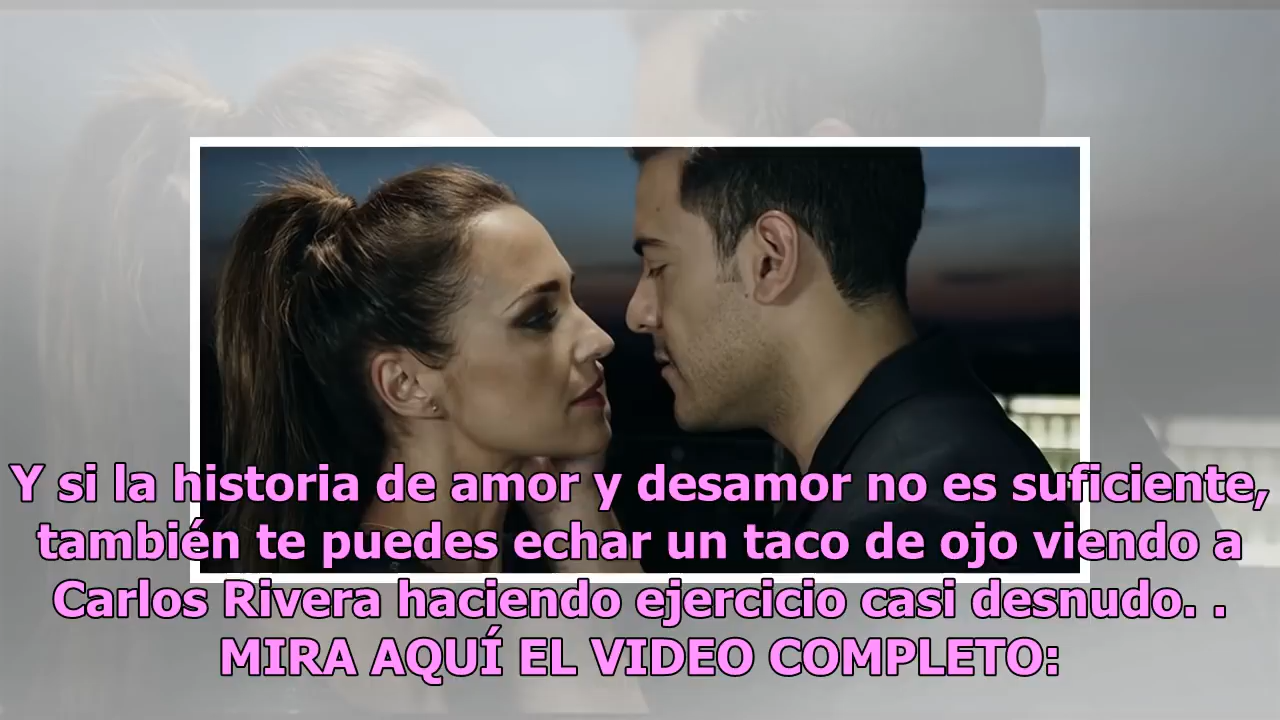 Y si la historia de amor y desamor no es suficiente,
también te puedes echar un taco de ojo viendo a
Carlos Rivera haciendo ejercicio casi desnudo. .
MIRA AQUÍ EL VIDEO COMPLETO: